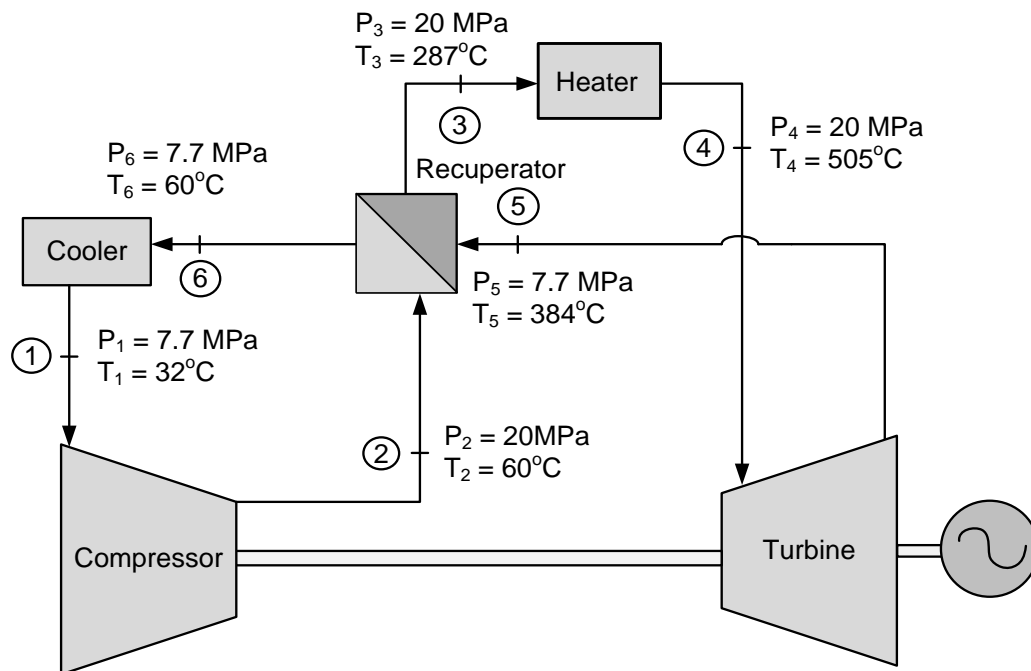 P₃ = 20 MPa
T₃ = 287°C
Heater
3
4
P₄ = 20 MPa
T₄ = 505°C
P₆ = 7.7 MPa
T₆ = 60°C
Recuperator
5
Cooler
6
P₅ = 7.7 MPa
T₅ = 384°C
1
P₁ = 7.7 MPa
T₁ = 32°C
2
P₂ = 20MPa
T₂ = 60°C
Compressor
Turbine